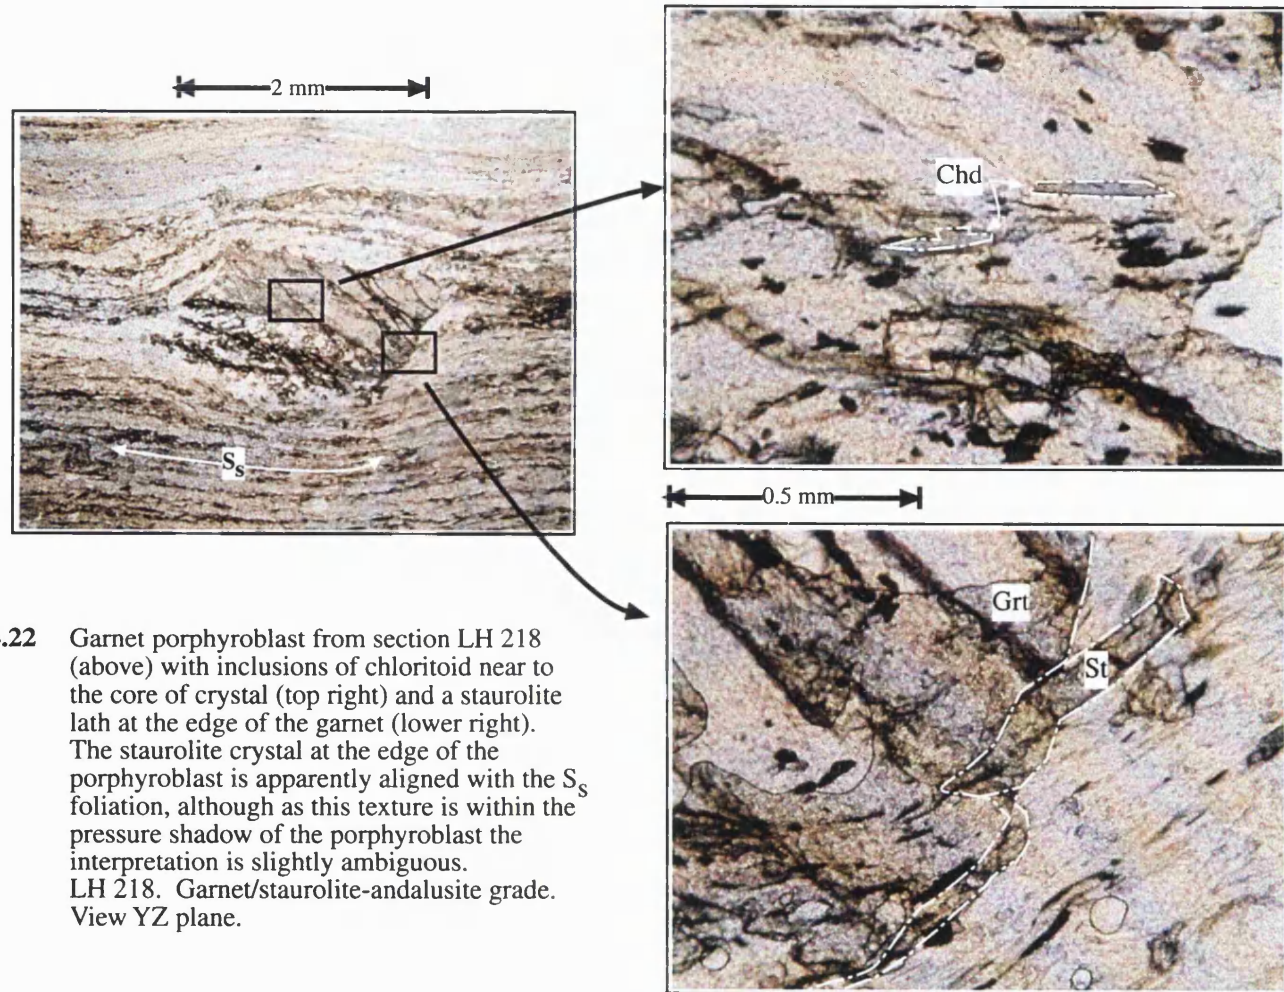 2 mm
Chd
S_s
0.5 mm
Grt
St
.22 Garnet porphyroblast from section LH 218
(above) with inclusions of chloritoid near to
the core of crystal (top right) and a staurolite
lath at the edge of the garnet (lower right).
The staurolite crystal at the edge of the
porphyroblast is apparently aligned with the S_s
foliation, although as this texture is within the
pressure shadow of the porphyroblast the
interpretation is slightly ambiguous.
LH 218. Garnet/staurolite-andalusite grade.
View YZ plane.